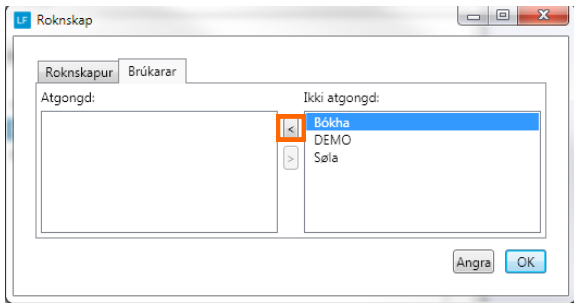 LF Roknskap
Roknskapur Brúkarar
Atgongd: Ikki atgongd:
< Bókha
DEMO
> Søla
Angra OK